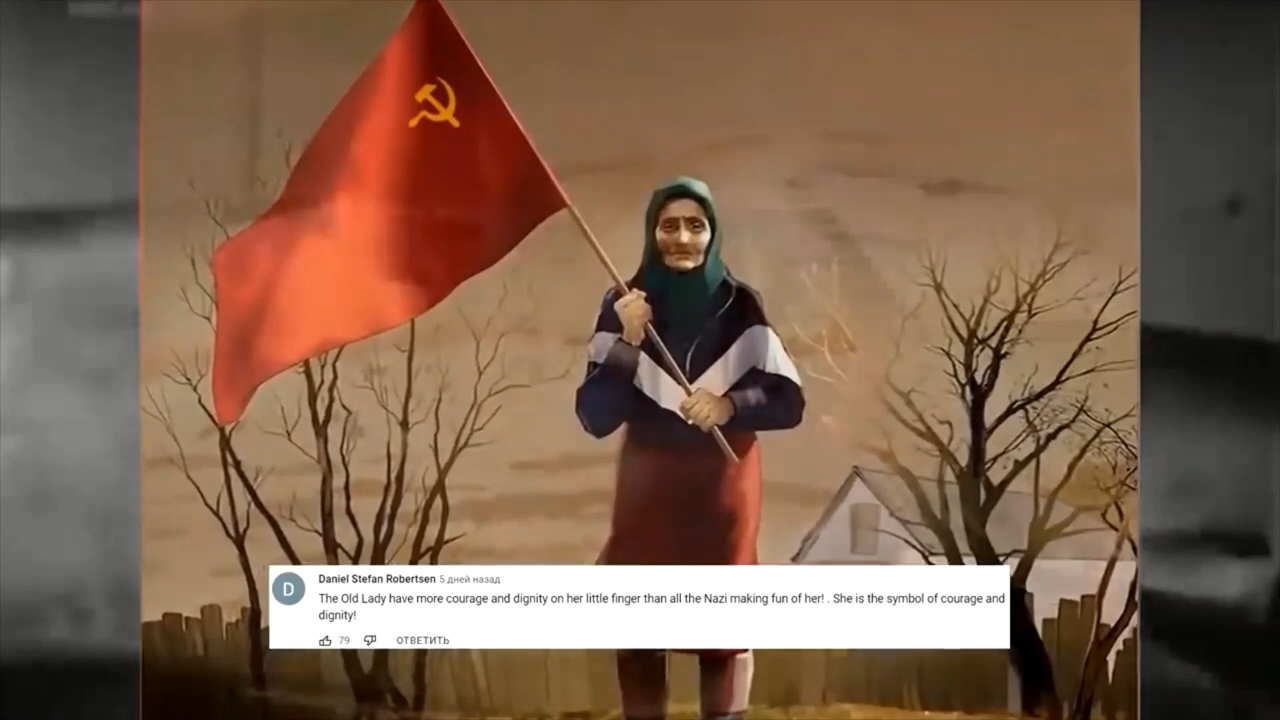 D
Daniel Stefan Robertsen 5 дней назад
The Old Lady have more courage and dignity on her little finger than all the Nazi making fun of her! . She is the symbol of courage and
dignity!
79 ОТВЕТИТЬ